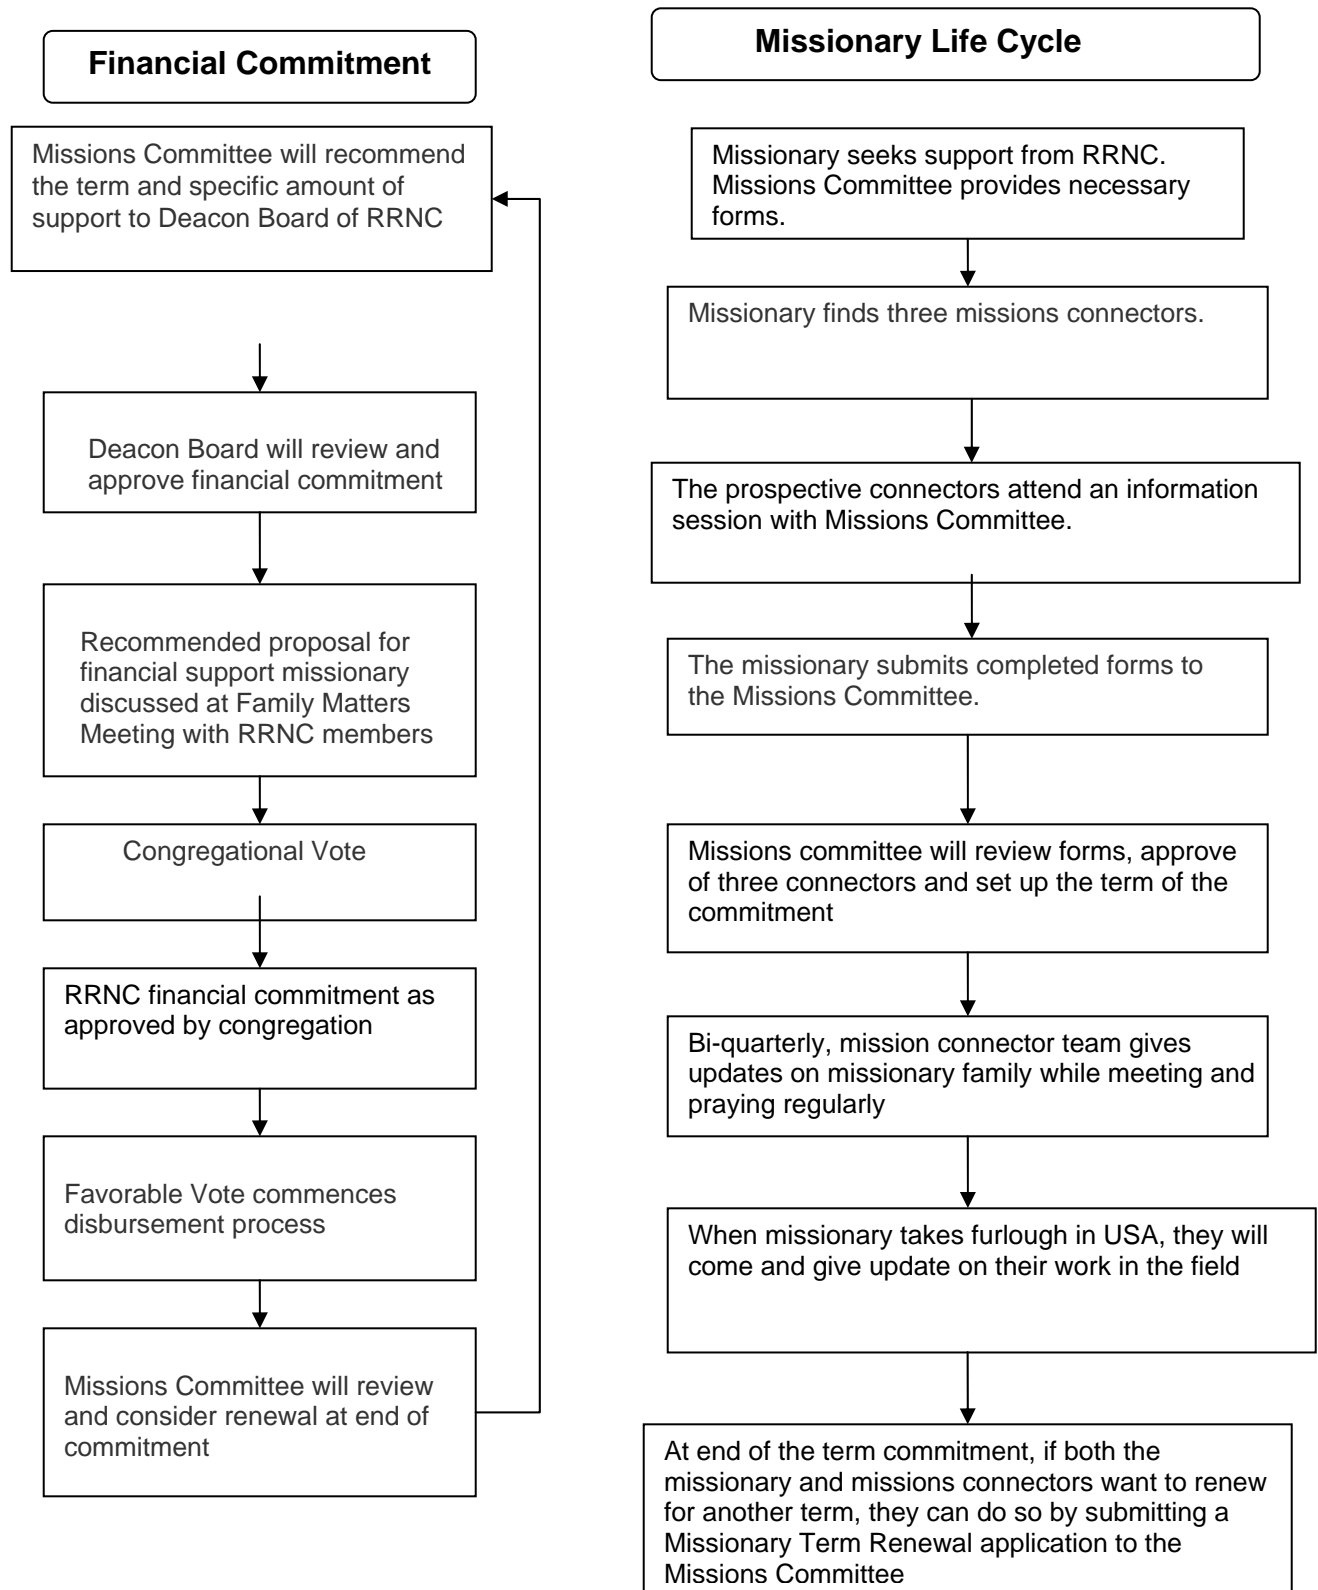 Financial Commitment
Missions Committee will recommend
the term and specific amount of
support to Deacon Board of RRNC
Deacon Board will review and
approve financial commitment
Recommended proposal for
financial support missionary
discussed at Family Matters
Meeting with RRNC members
Congregational Vote
RRNC financial commitment as
approved by congregation
Favorable Vote commences
disbursement process
Missions Committee will review
and consider renewal at end of
commitment
Missionary Life Cycle
Missionary seeks support from RRNC.
Missions Committee provides necessary
forms.
Missionary finds three missions connectors.
The prospective connectors attend an information
session with Missions Committee.
The missionary submits completed forms to
the Missions Committee.
Missions committee will review forms, approve
of three connectors and set up the term of the
commitment
Bi-quarterly, mission connector team gives
updates on missionary family while meeting and
praying regularly
When missionary takes furlough in USA, they will
come and give update on their work in the field
At end of the term commitment, if both the
missionary and missions connectors want to renew
for another term, they can do so by submitting a
Missionary Term Renewal application to the
Missions Committee